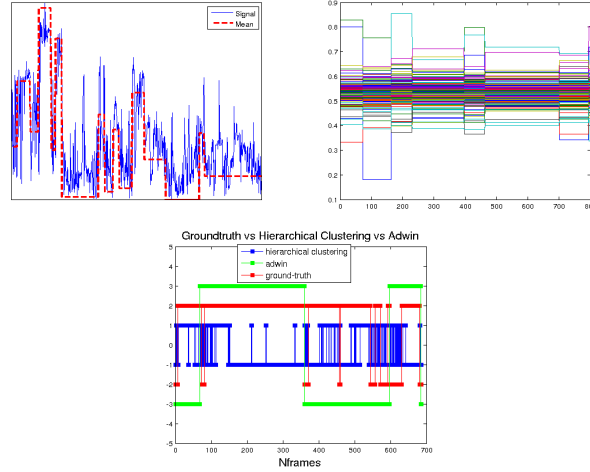 Signal
Mean
0.9
0.8
0.7
0.6
0.5
0.4
0.3
0.2
0.1
0 100 200 300 400 500 600 700 800
Groundtruth vs Hierarchical Clustering vs Adwin
hierarchical clustering
adwin
ground-truth
5
4
3
2
1
0
-1
-2
-3
-4
-5
0 100 200 300 400 500 600 700
Nframes